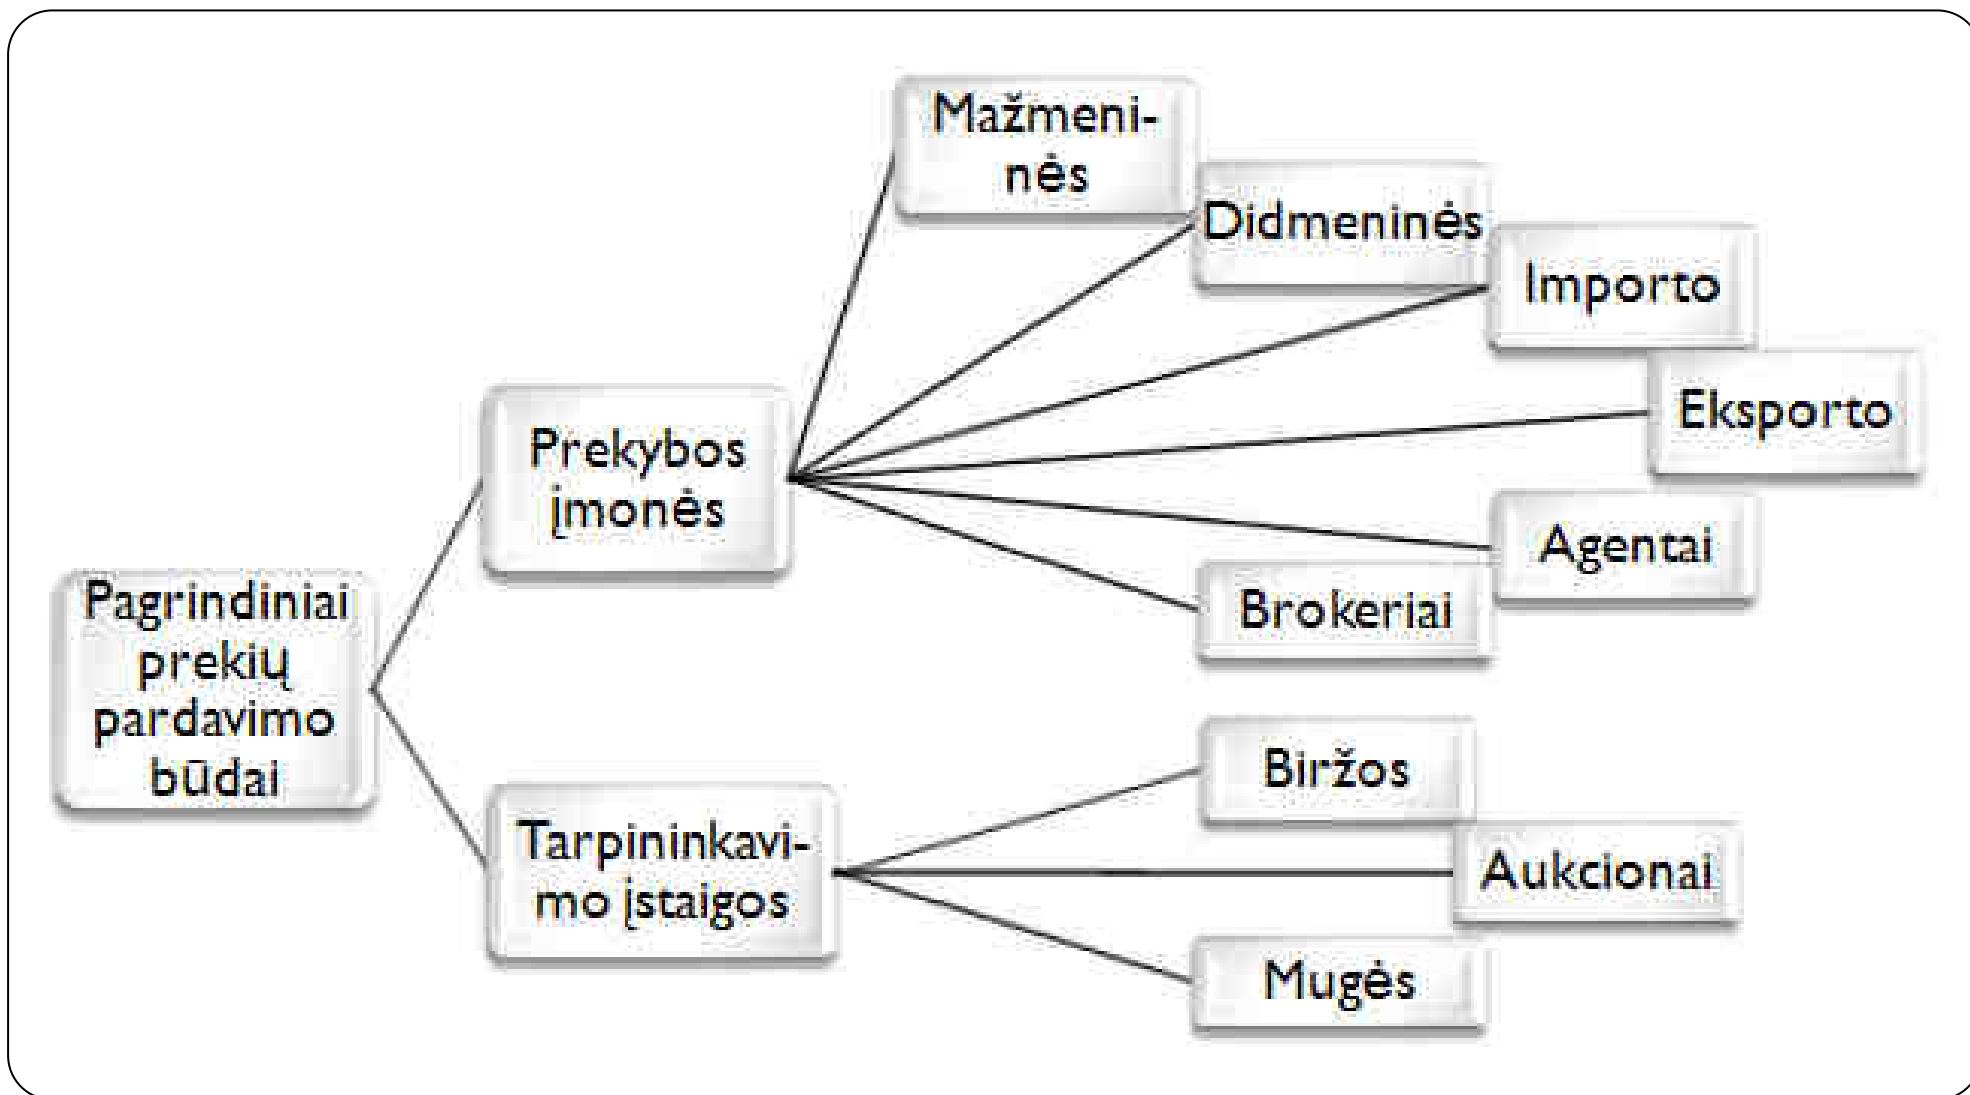 Mažmeni-
nės
Didmeninės
Importo
Eksporto
Prekybos
įmonės
Agentai
Brokeriai
Pagrindiniai
prekių
pardavimo
būdai
Biržos
Tarpininkavi-
mo įstaigos
Aukcionai
Mugės